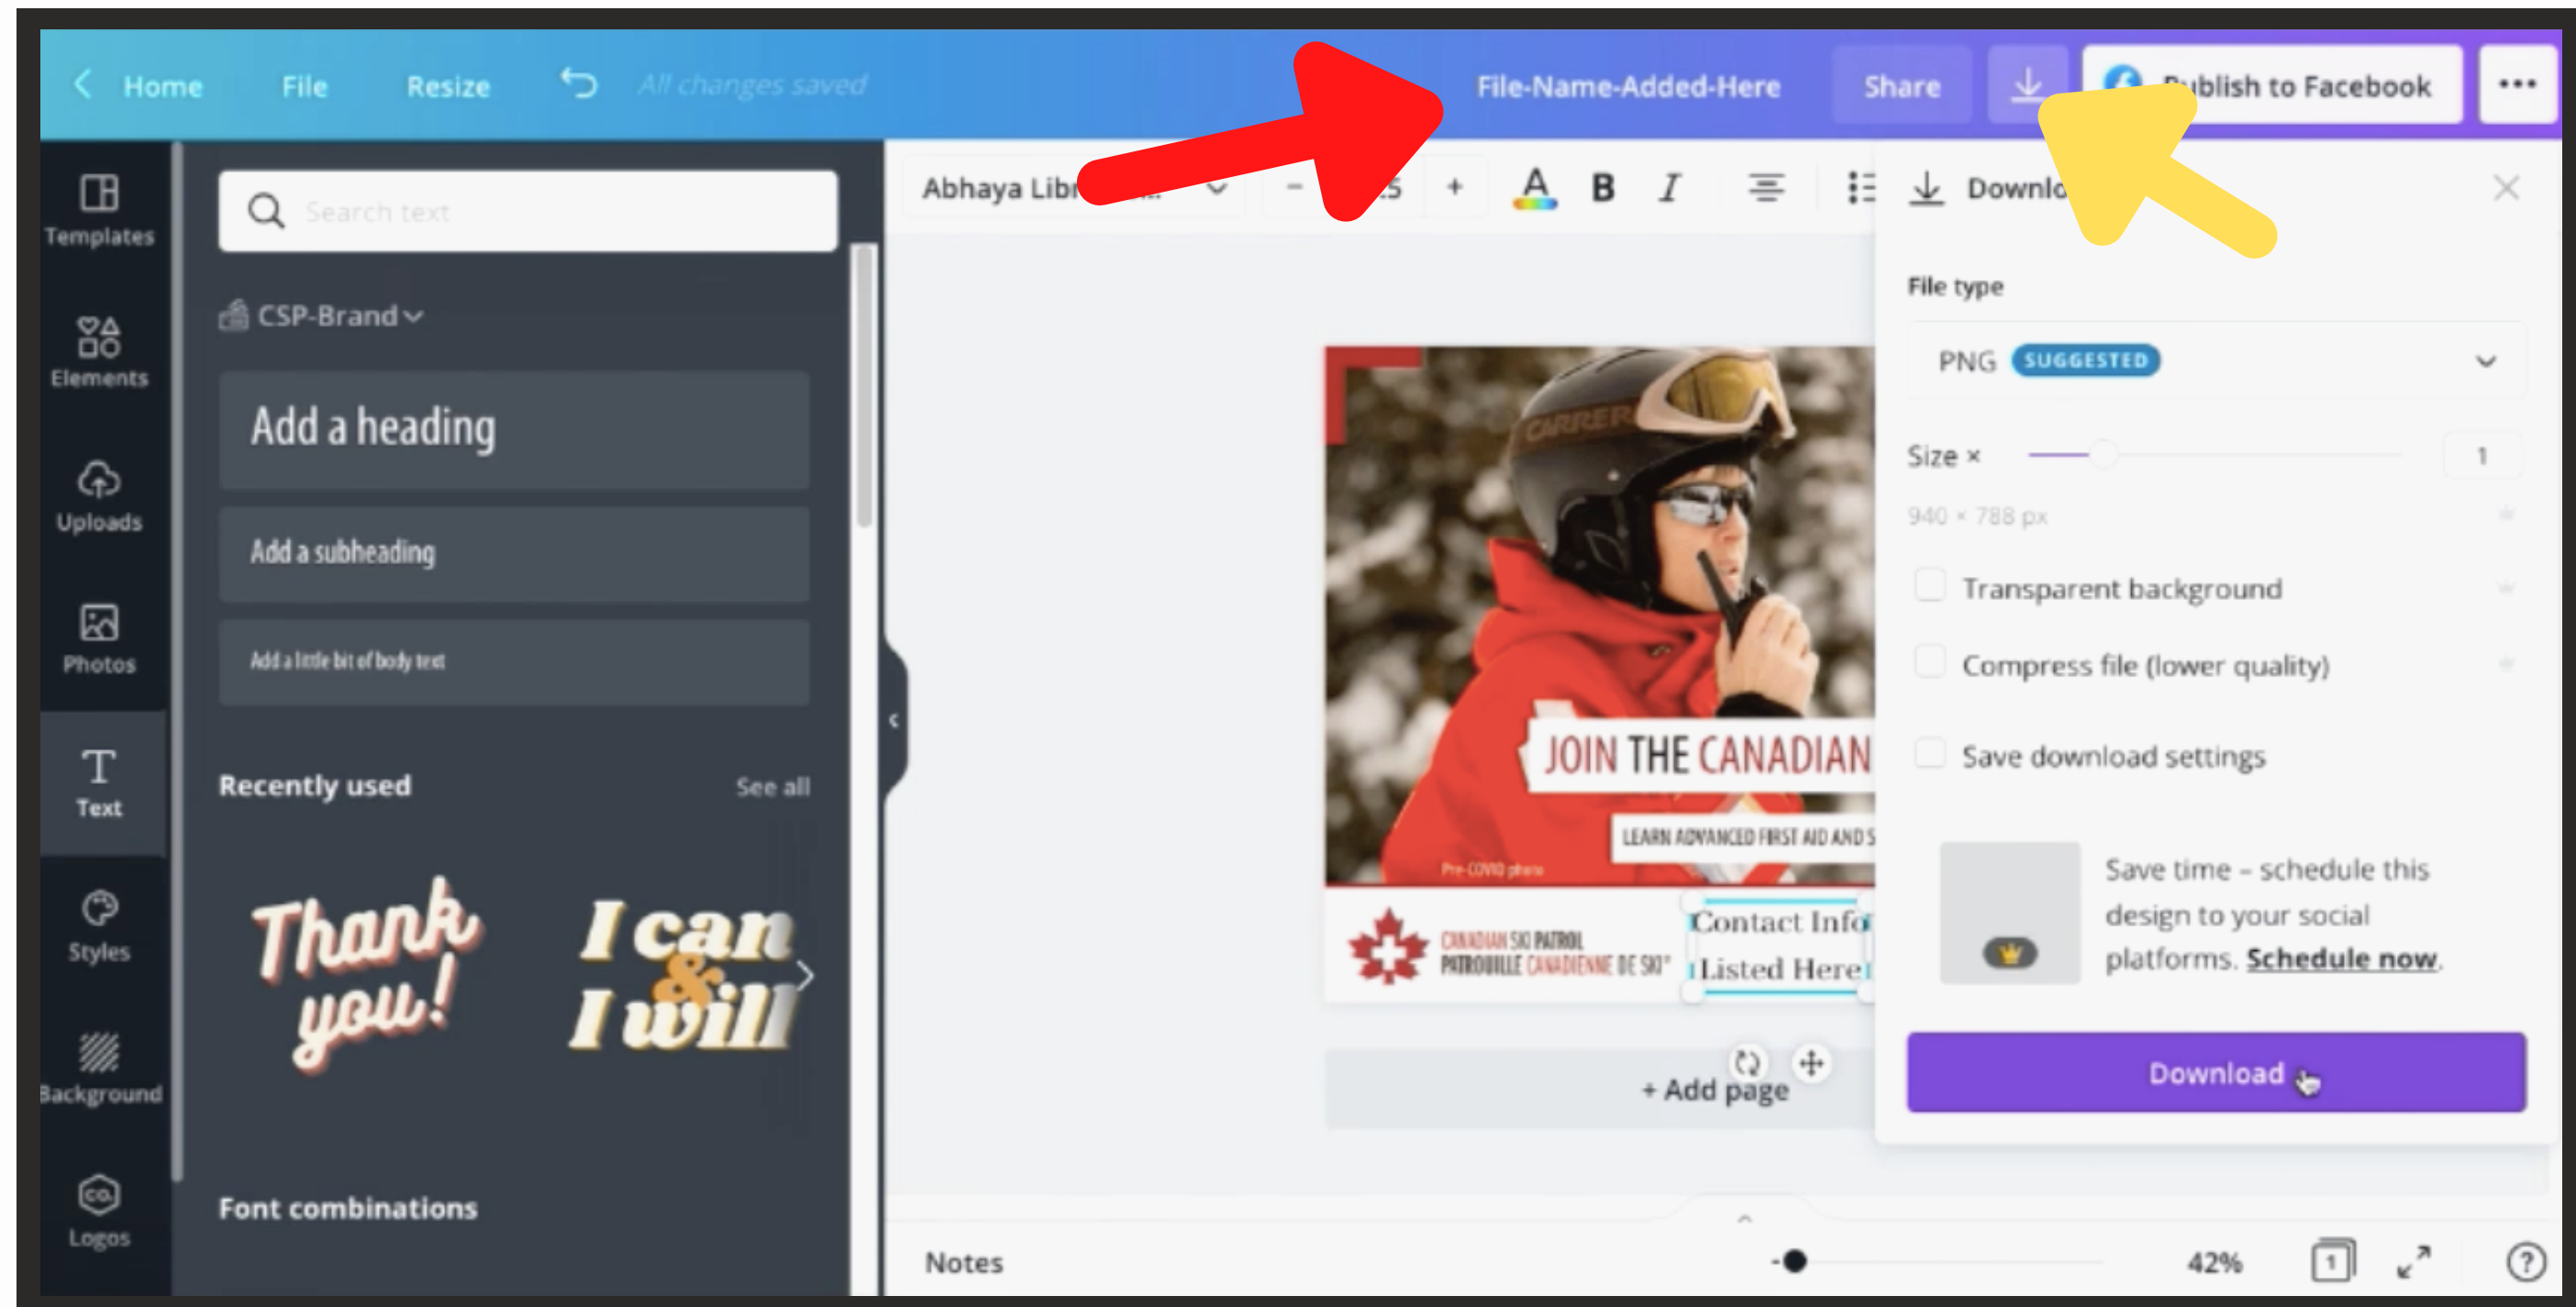 Home
File
Resize
All changes saved
File-Name-Added-Here
Share
Publish to Facebook
Templates
Elements
Uploads
Photos
Text
Styles
Background
Logos
Search text
CSP-Brand
Add a heading
Add a subheading
Add a little bit of body text
Recently used
See all
Thank
you!
I can
&
I will
Font combinations
Abhaya
A
B
I
CARRER
JOIN THE CANADIAN
LEARN ADVANCED FIRST AID AND S
Pre-COVID photo
CANADIAN SKI PATROL
PATROUILLE CANADIENNE DE SKI
Contact Info
Listed Here
+ Add page
File type
PNG SUGGESTED
Size × 1
940 × 788 px
Transparent background
Compress file (lower quality)
Save download settings
Save time – schedule this
design to your social
platforms. Schedule now.
Download
Notes
42%
1
?